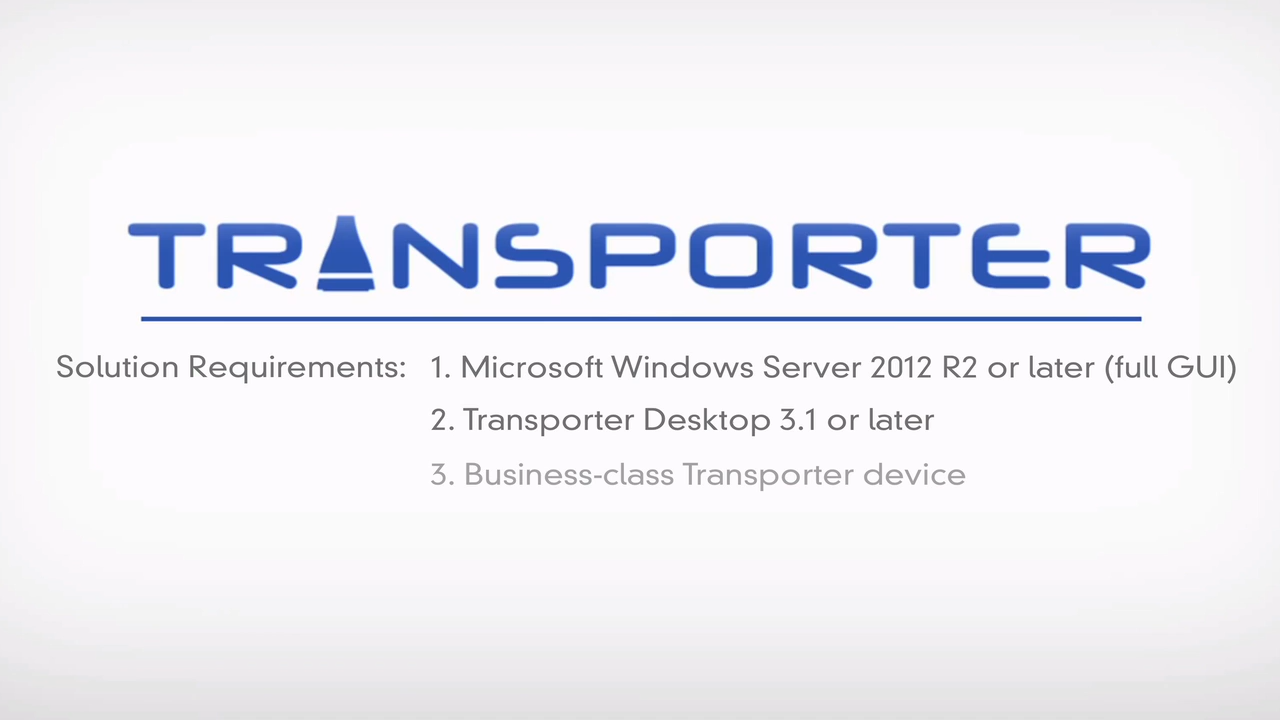 TRANSPORTER
Solution Requirements: 1. Microsoft Windows Server 2012 R2 or later (full GUI)
2. Transporter Desktop 3.1 or later
3. Business-class Transporter device